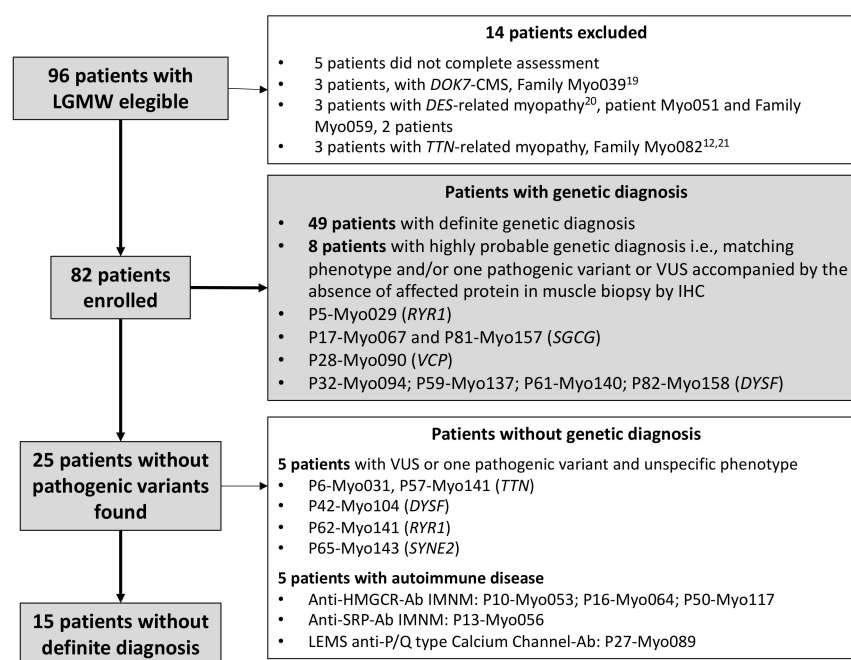 96 patients with
LGMW elegible
14 patients excluded
• 5 patients did not complete assessment
• 3 patients, with DOK7-CMS, Family Myo039¹⁹
• 3 patients with DES-related myopathy²⁰, patient Myo051 and Family
Myo059, 2 patients
• 3 patients with TTN-related myopathy, Family Myo082¹²,²¹
82 patients
enrolled
Patients with genetic diagnosis
• 49 patients with definite genetic diagnosis
• 8 patients with highly probable genetic diagnosis i.e., matching
phenotype and/or one pathogenic variant or VUS accompanied by the
absence of affected protein in muscle biopsy by IHC
• P5-Myo029 (RYR1)
• P17-Myo067 and P81-Myo157 (SGCG)
• P28-Myo090 (VCP)
• P32-Myo094; P59-Myo137; P61-Myo140; P82-Myo158 (DYSF)
25 patients without
pathogenic variants
found
Patients without genetic diagnosis
5 patients with VUS or one pathogenic variant and unspecific phenotype
• P6-Myo031, P57-Myo141 (TTN)
• P42-Myo104 (DYSF)
• P62-Myo141 (RYR1)
• P65-Myo143 (SYNE2)
5 patients with autoimmune disease
• Anti-HMGCR-Ab IMNM: P10-Myo053; P16-Myo064; P50-Myo117
• Anti-SRP-Ab IMNM: P13-Myo056
• LEMS anti-P/Q type Calcium Channel-Ab: P27-Myo089
15 patients without
definite diagnosis